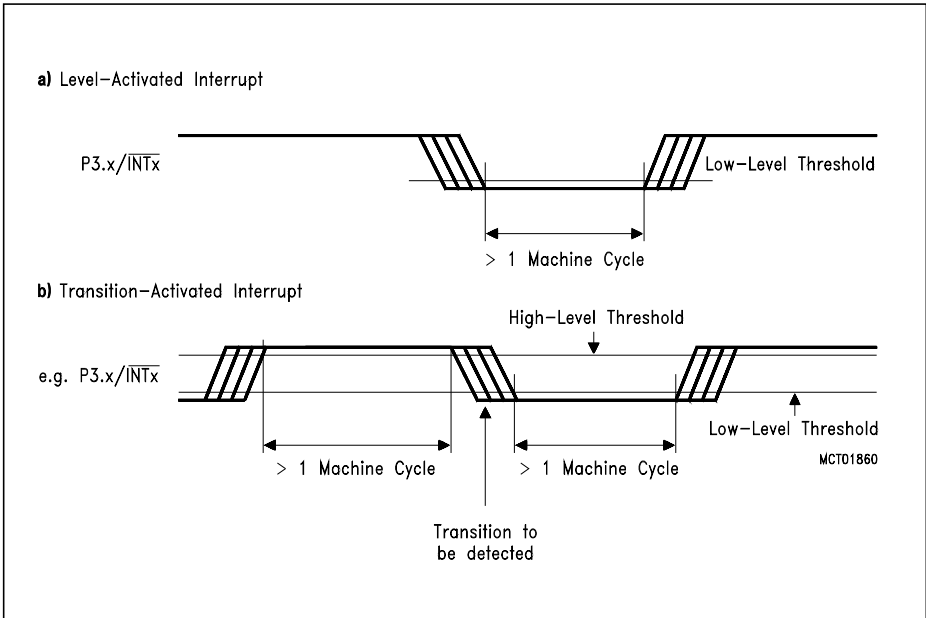 a) Level-Activated Interrupt
P3.x/INTx
Low-Level Threshold
> 1 Machine Cycle
b) Transition-Activated Interrupt
High-Level Threshold
e.g. P3.x/INTx
Low-Level Threshold
> 1 Machine Cycle
> 1 Machine Cycle
MCT01860
Transition to
be detected